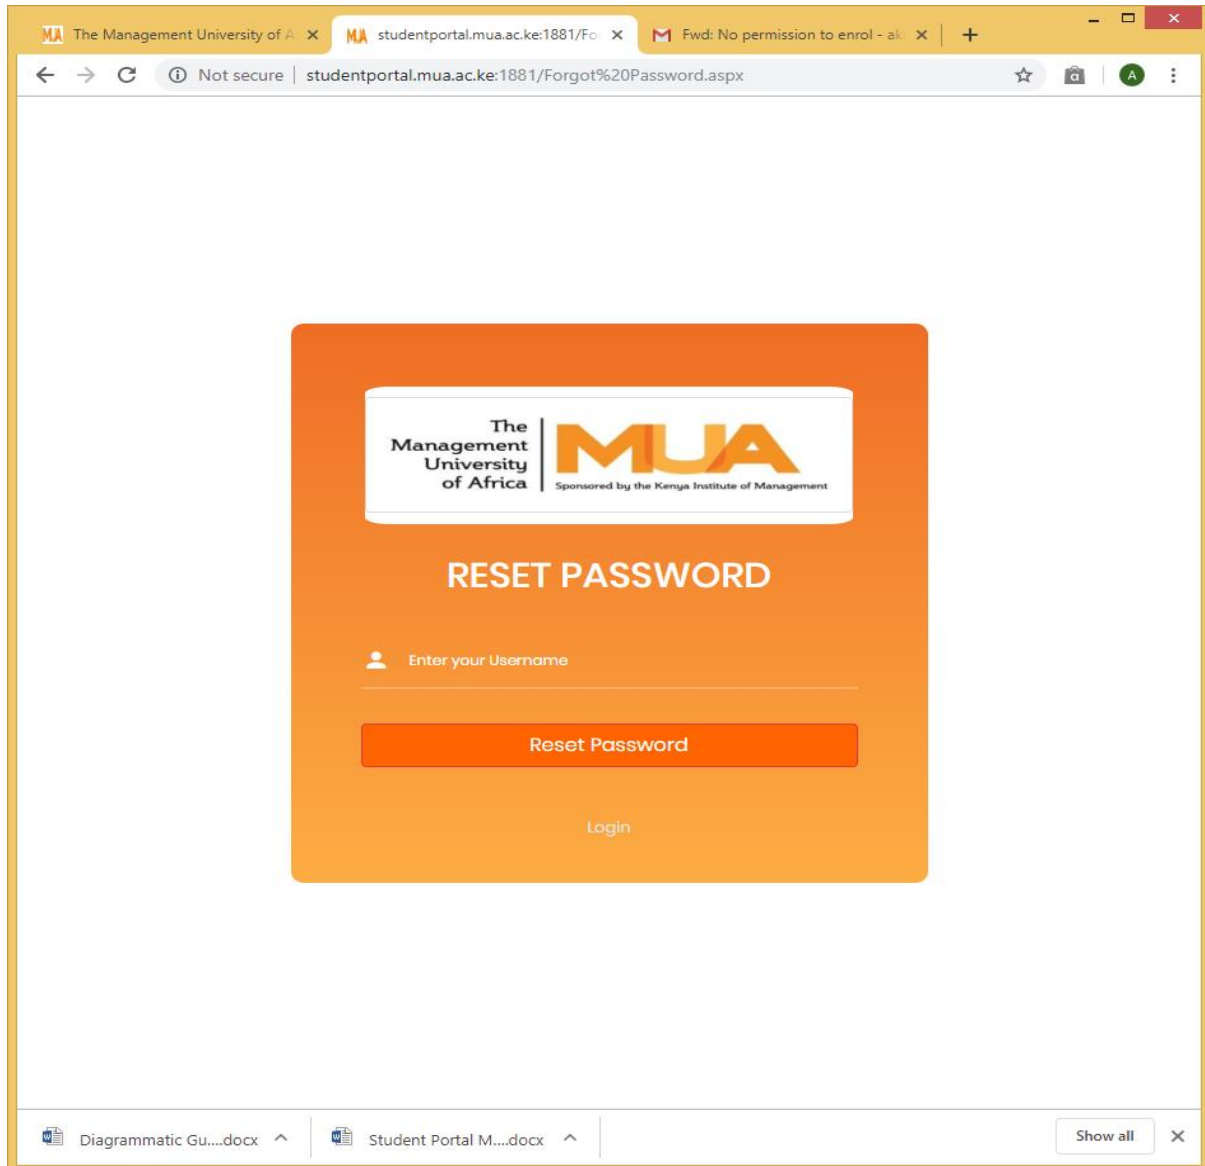 The Management University of A
studentportal.mua.ac.ke:1881/Fo
Fwd: No permission to enrol - ak
Not secure | studentportal.mua.ac.ke:1881/Forgot%20Password.aspx
A
The
Management
University
of Africa
MUA
Sponsored by the Kenya Institute of Management
RESET PASSWORD
Enter your Username
Reset Password
Login
Diagrammatic Gu....docx
Student Portal M....docx
Show all